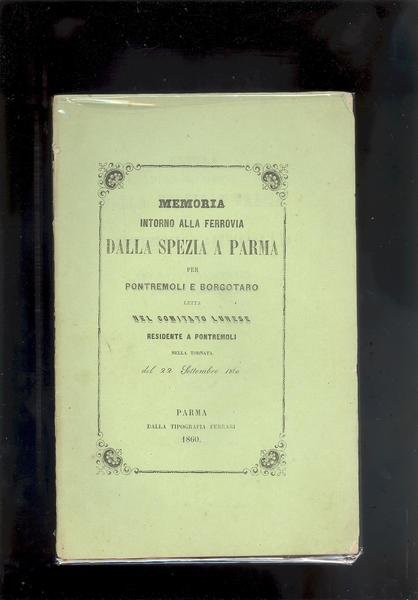 MEMORIA
INTORNO ALLA FERROVIA
DALLA SPEZIA A PARMA
PER
PONTREMOLI E BORGOTARO
LETTA
NEL COMITATO LUNESE
RESIDENTE A PONTREMOLI
NELLA TORNATA
del 22 Settembre 1860
PARMA
DALLA TIPOGRAFIA FERRARI
1860.